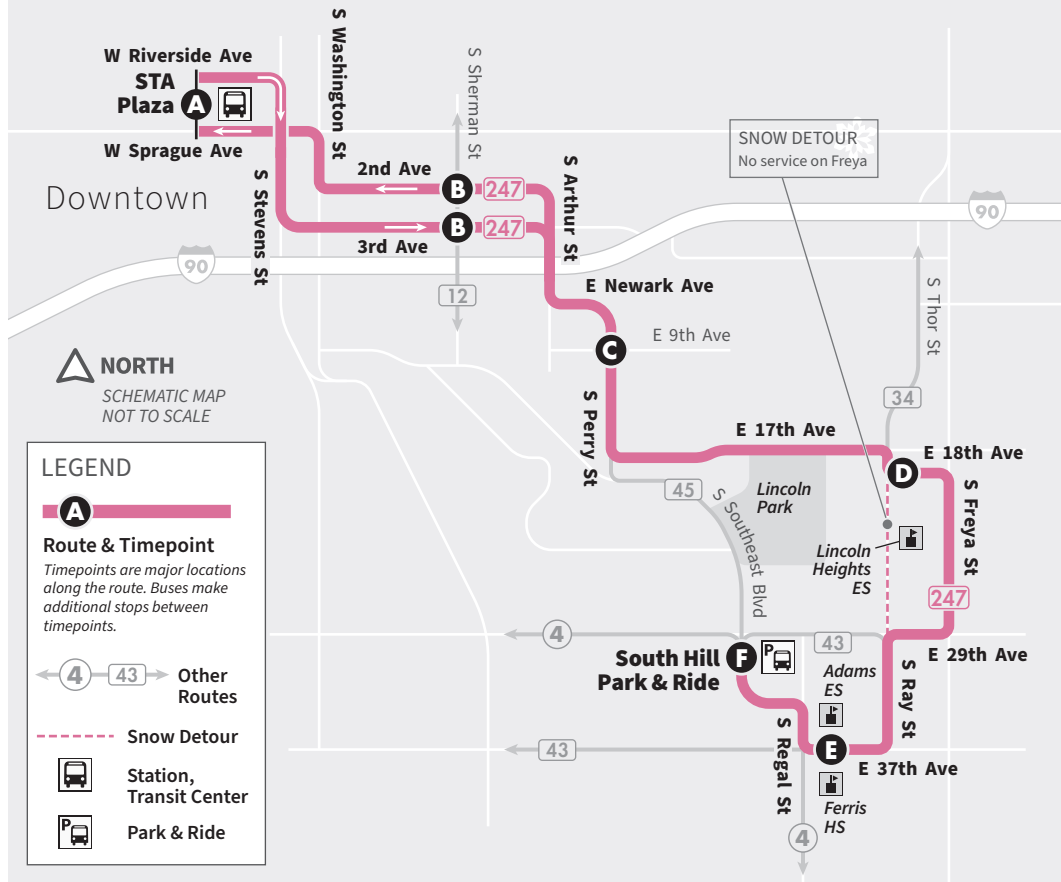 W Riverside Ave
STA
Plaza
A
W Sprague Ave
Downtown
S Washington St
S Stevens St
S Sherman St
2nd Ave
B
247
B
247
3rd Ave
S Arthur St
90
90
12
SNOW DETOUR
No service on Freya
E Newark Ave
C
E 9th Ave
S Thor St
34
NORTH
SCHEMATIC MAP
NOT TO SCALE
S Perry St
E 17th Ave
E 18th Ave
D
45
S Southeast Blvd
Lincoln
Park
S Freya St
Lincoln
Heights
ES
247
4
43
E 29th Ave
South Hill
Park & Ride
F
P
Adams
ES
S Ray St
S Regal St
43
E
E 37th Ave
Ferris
HS
4
LEGEND
A
Route & Timepoint
Timepoints are major locations
along the route. Buses make
additional stops between
timepoints.
4
43
Other
Routes
Snow Detour
Station,
Transit Center
P
Park & Ride